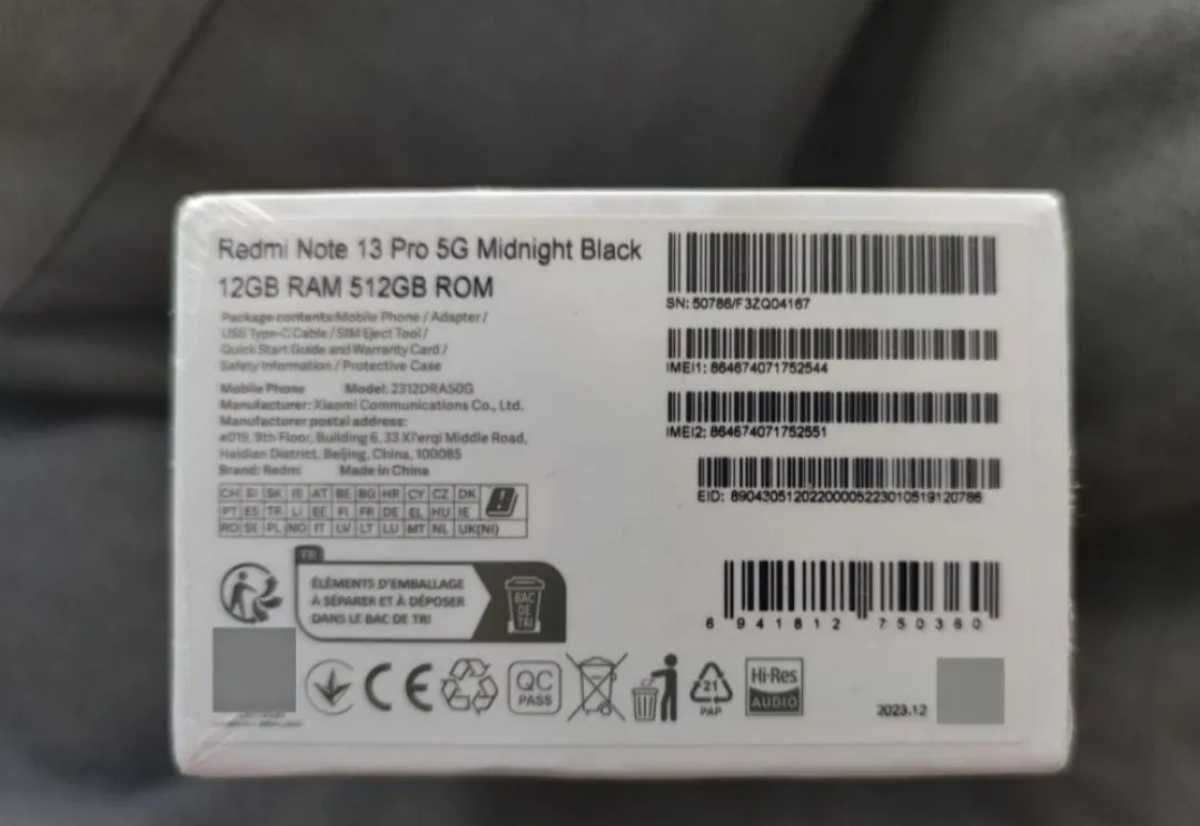 Redmi Note 13 Pro 5G Midnight Black
12GB RAM 512GB ROM
Package contents:Mobile Phone / Adapter /
USB Type-C Cable / SIM Eject Tool /
Quick Start Guide and Warranty Card /
Safety Information / Protective Case
Mobile Phone Model: 2312DRA50G
Manufacturer: Xiaomi Communications Co., Ltd.
Manufacturer postal address:
#019, 9th Floor, Building 6, 33 Xi'erqi Middle Road,
Haidian District, Beijing, China, 100085
Brand: Redmi Made in China
CH SI SK IS AT BE BG HR CY CZ DK
PT ES TR LI EE FI FR DE EL HU IE
RO SE PL NO IT LV LT LU MT NL UK(NI)
FR
ÉLÉMENTS D'EMBALLAGE
À SÉPARER ET À DÉPOSER
DANS LE BAC DE TRI
BAC
DE
TRI
SN: 50786/F3ZQ04167
IMEI1: 864674071752544
IMEI2: 864674071752551
EID: 89043051202200005223010519120786
6 941812 750360
CE
QC
PASS
21
PAP
Hi-Res
AUDIO
2023.12